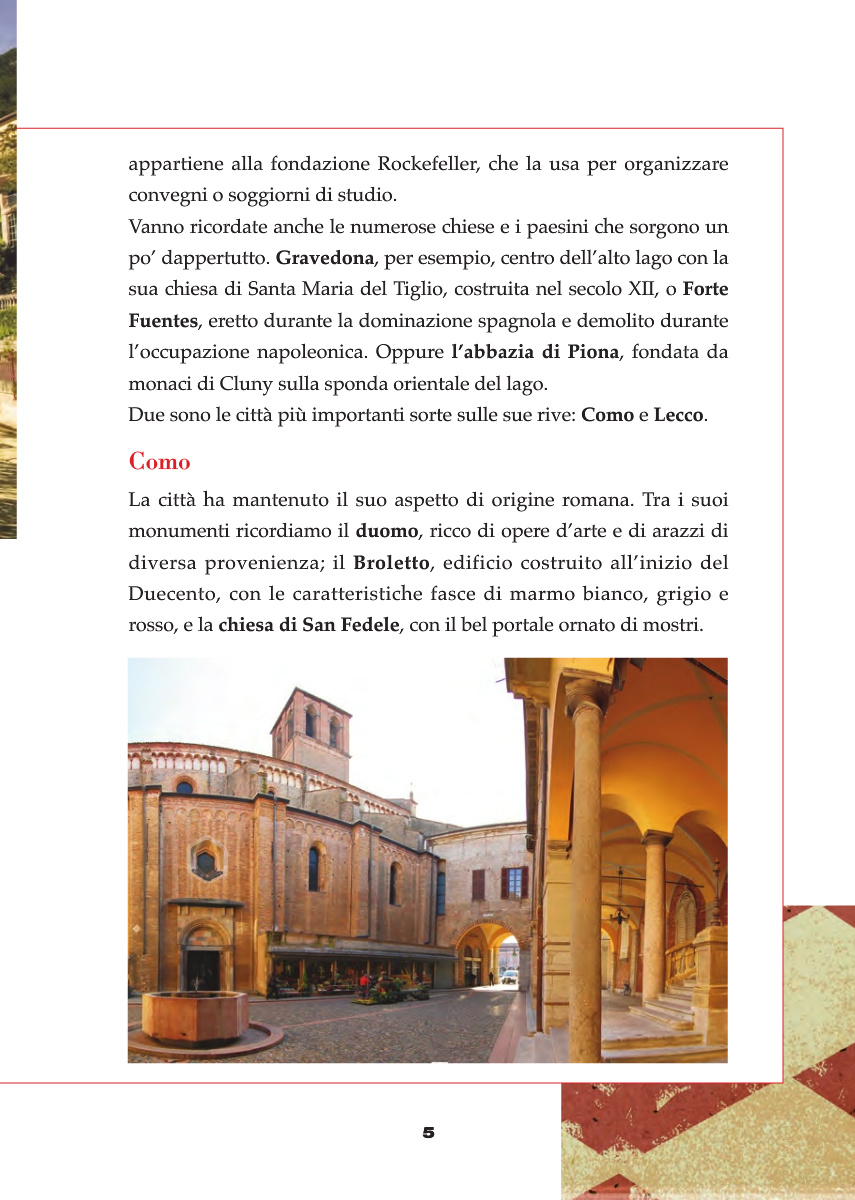 appartiene alla fondazione Rockefeller, che la usa per organizzare
convegni o soggiorni di studio.
Vanno ricordate anche le numerose chiese e i paesini che sorgono un
po’ dappertutto. Gravedona, per esempio, centro dell’alto lago con la
sua chiesa di Santa Maria del Tiglio, costruita nel secolo XII, o Forte
Fuentes, eretto durante la dominazione spagnola e demolito durante
l’occupazione napoleonica. Oppure l’abbazia di Piona, fondata da
monaci di Cluny sulla sponda orientale del lago.
Due sono le città più importanti sorte sulle sue rive: Como e Lecco.
Como
La città ha mantenuto il suo aspetto di origine romana. Tra i suoi
monumenti ricordiamo il duomo, ricco di opere d’arte e di arazzi di
diversa provenienza; il Broletto, edificio costruito all’inizio del
Duecento, con le caratteristiche fasce di marmo bianco, grigio e
rosso, e la chiesa di San Fedele, con il bel portale ornato di mostri.
5